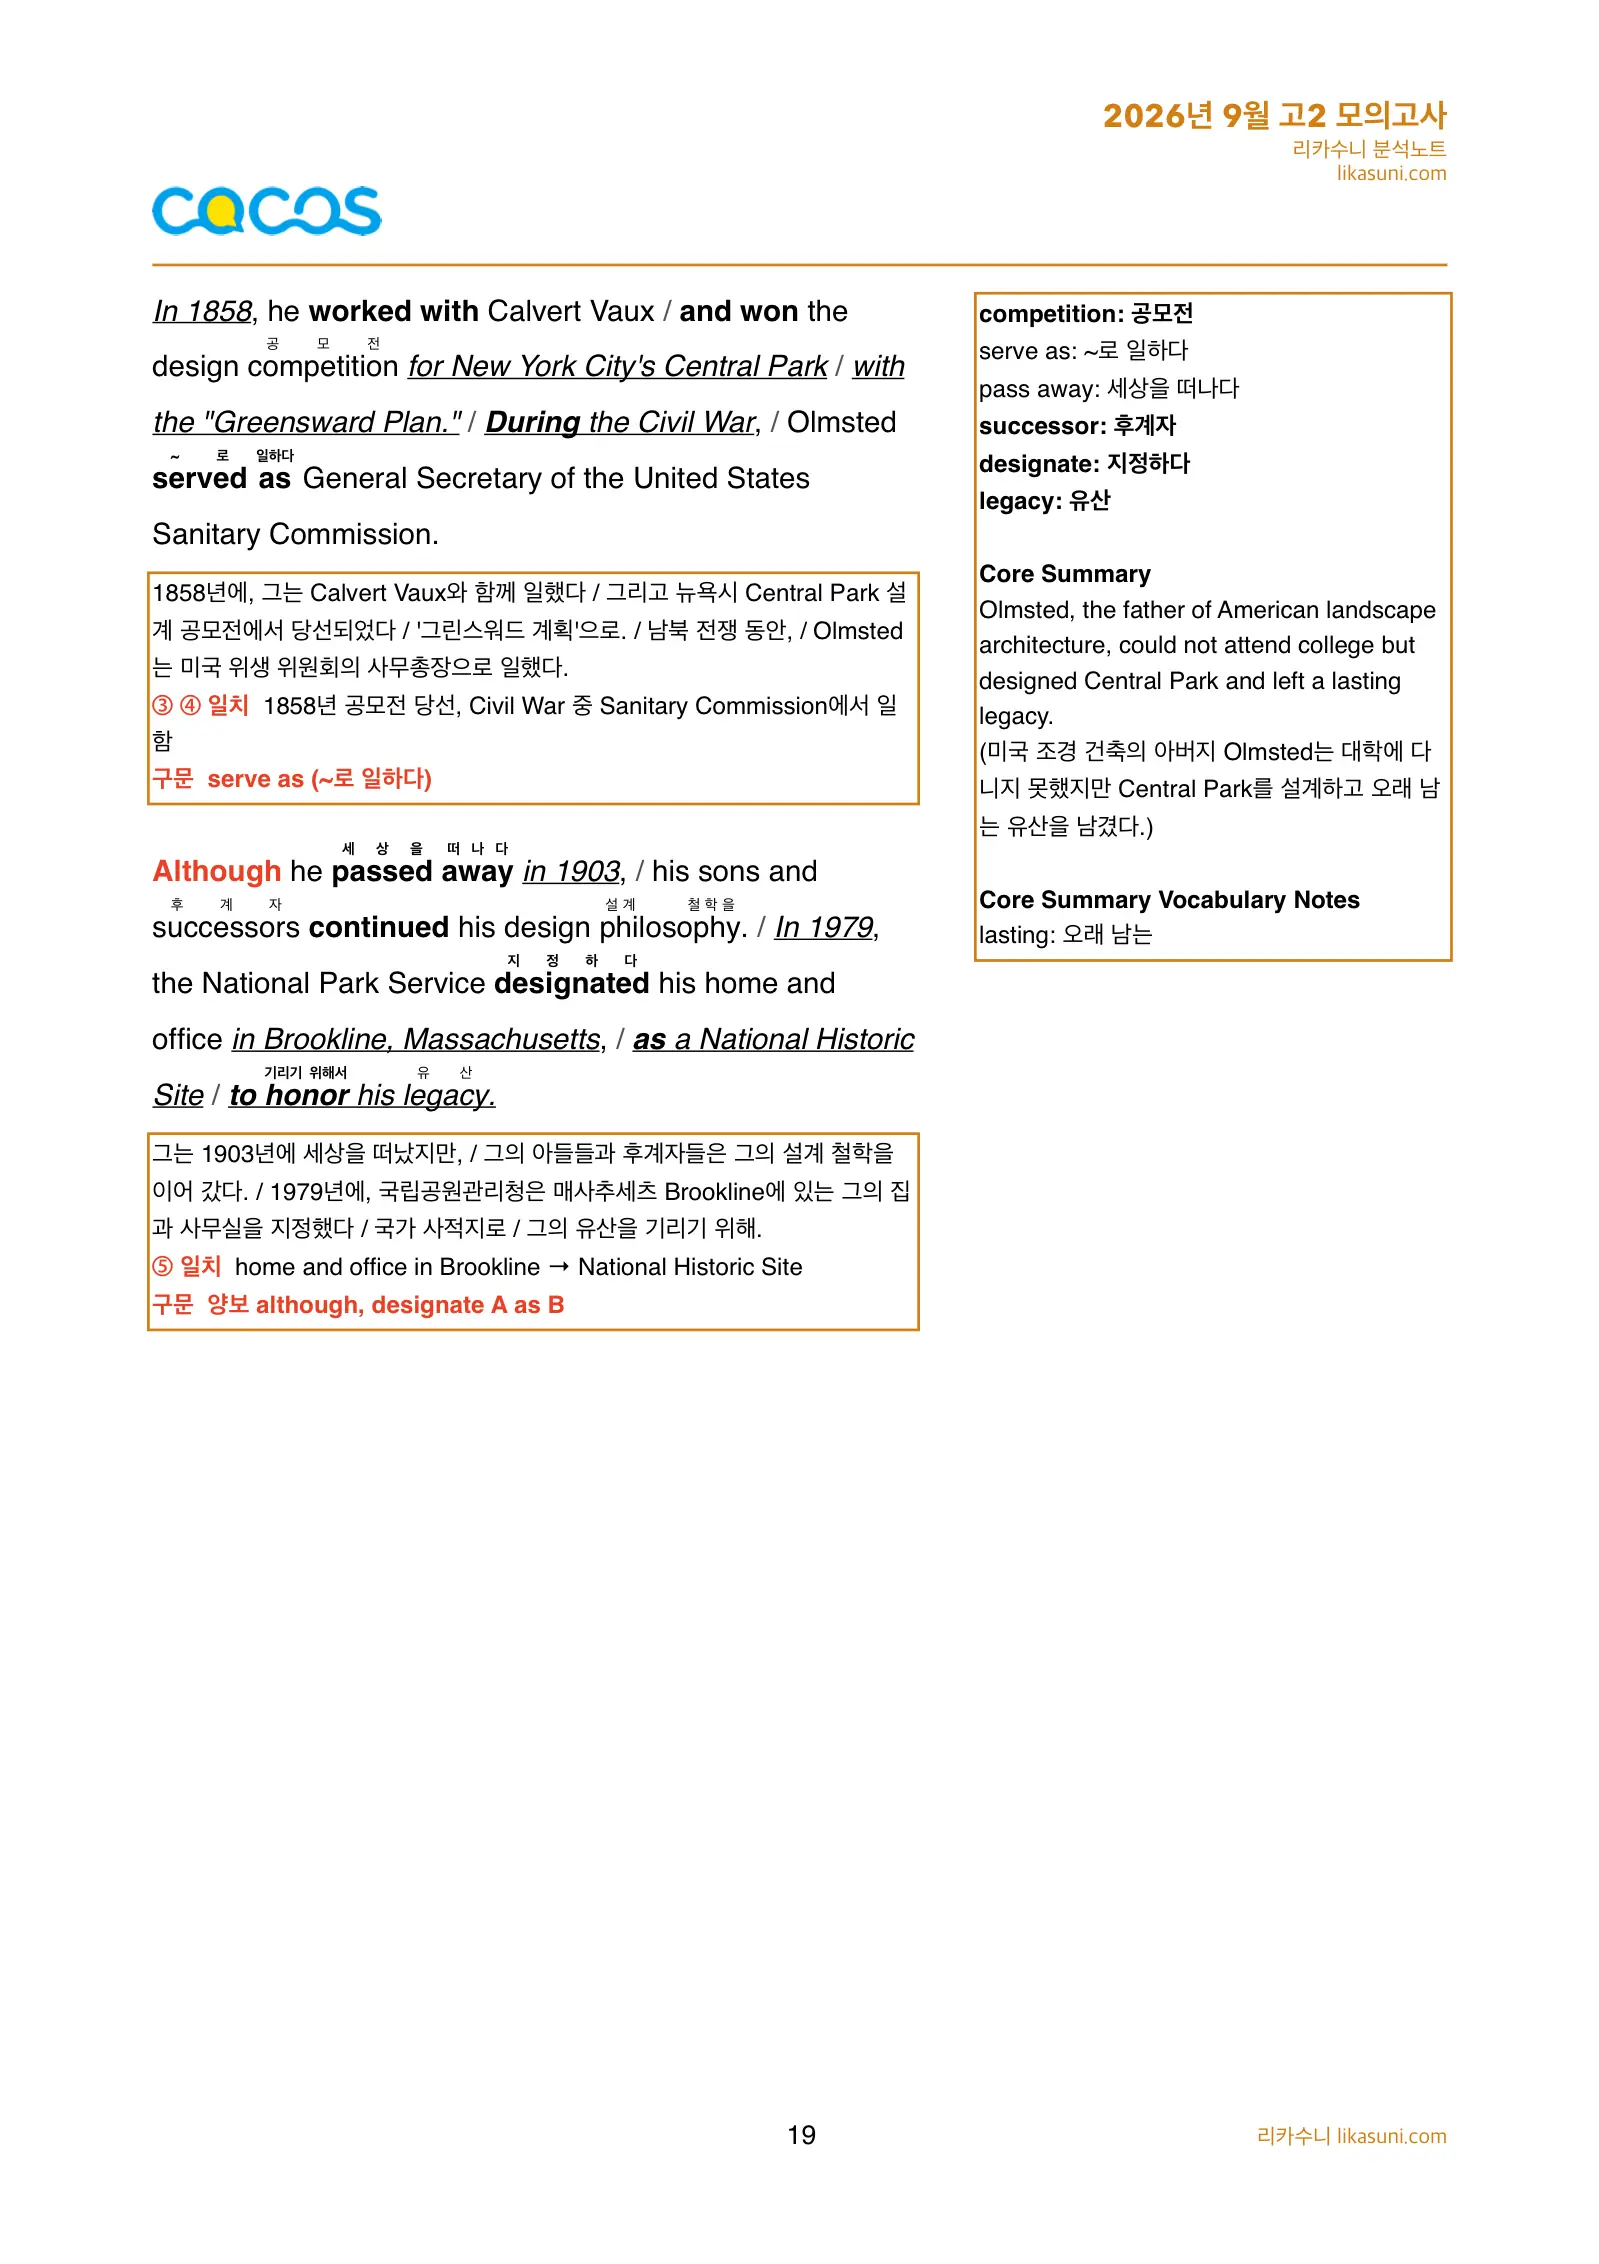 2026년 9월 고2 모의고사
리카수니 분석노트
likasuni.com
cacos
In 1858, he worked with Calvert Vaux / and won the
공 모 전
design competition for New York City's Central Park / with
the "Greensward Plan." / During the Civil War, / Olmsted
~ 로 일하다
served as General Secretary of the United States
Sanitary Commission.
1858년에, 그는 Calvert Vaux와 함께 일했다 / 그리고 뉴욕시 Central Park 설
계 공모전에서 당선되었다 / '그린스워드 계획'으로. / 남북 전쟁 동안, / Olmsted
는 미국 위생 위원회의 사무총장으로 일했다.
③ ④ 일치 1858년 공모전 당선, Civil War 중 Sanitary Commission에서 일
함
구문 serve as (~로 일하다)
세 상 을 떠 나 다
Although he passed away in 1903, / his sons and
후 계 자 설계 철학을
successors continued his design philosophy. / In 1979,
지 정 하 다
the National Park Service designated his home and
office in Brookline, Massachusetts, / as a National Historic
기리기 위해서 유 산
Site / to honor his legacy.
그는 1903년에 세상을 떠났지만, / 그의 아들들과 후계자들은 그의 설계 철학을
이어 갔다. / 1979년에, 국립공원관리청은 매사추세츠 Brookline에 있는 그의 집
과 사무실을 지정했다 / 국가 사적지로 / 그의 유산을 기리기 위해.
⑤ 일치 home and office in Brookline → National Historic Site
구문 양보 although, designate A as B
competition: 공모전
serve as: ~로 일하다
pass away: 세상을 떠나다
successor: 후계자
designate: 지정하다
legacy: 유산
Core Summary
Olmsted, the father of American landscape
architecture, could not attend college but
designed Central Park and left a lasting
legacy.
(미국 조경 건축의 아버지 Olmsted는 대학에 다
니지 못했지만 Central Park를 설계하고 오래 남
는 유산을 남겼다.)
Core Summary Vocabulary Notes
lasting: 오래 남는
19
리카수니 likasuni.com